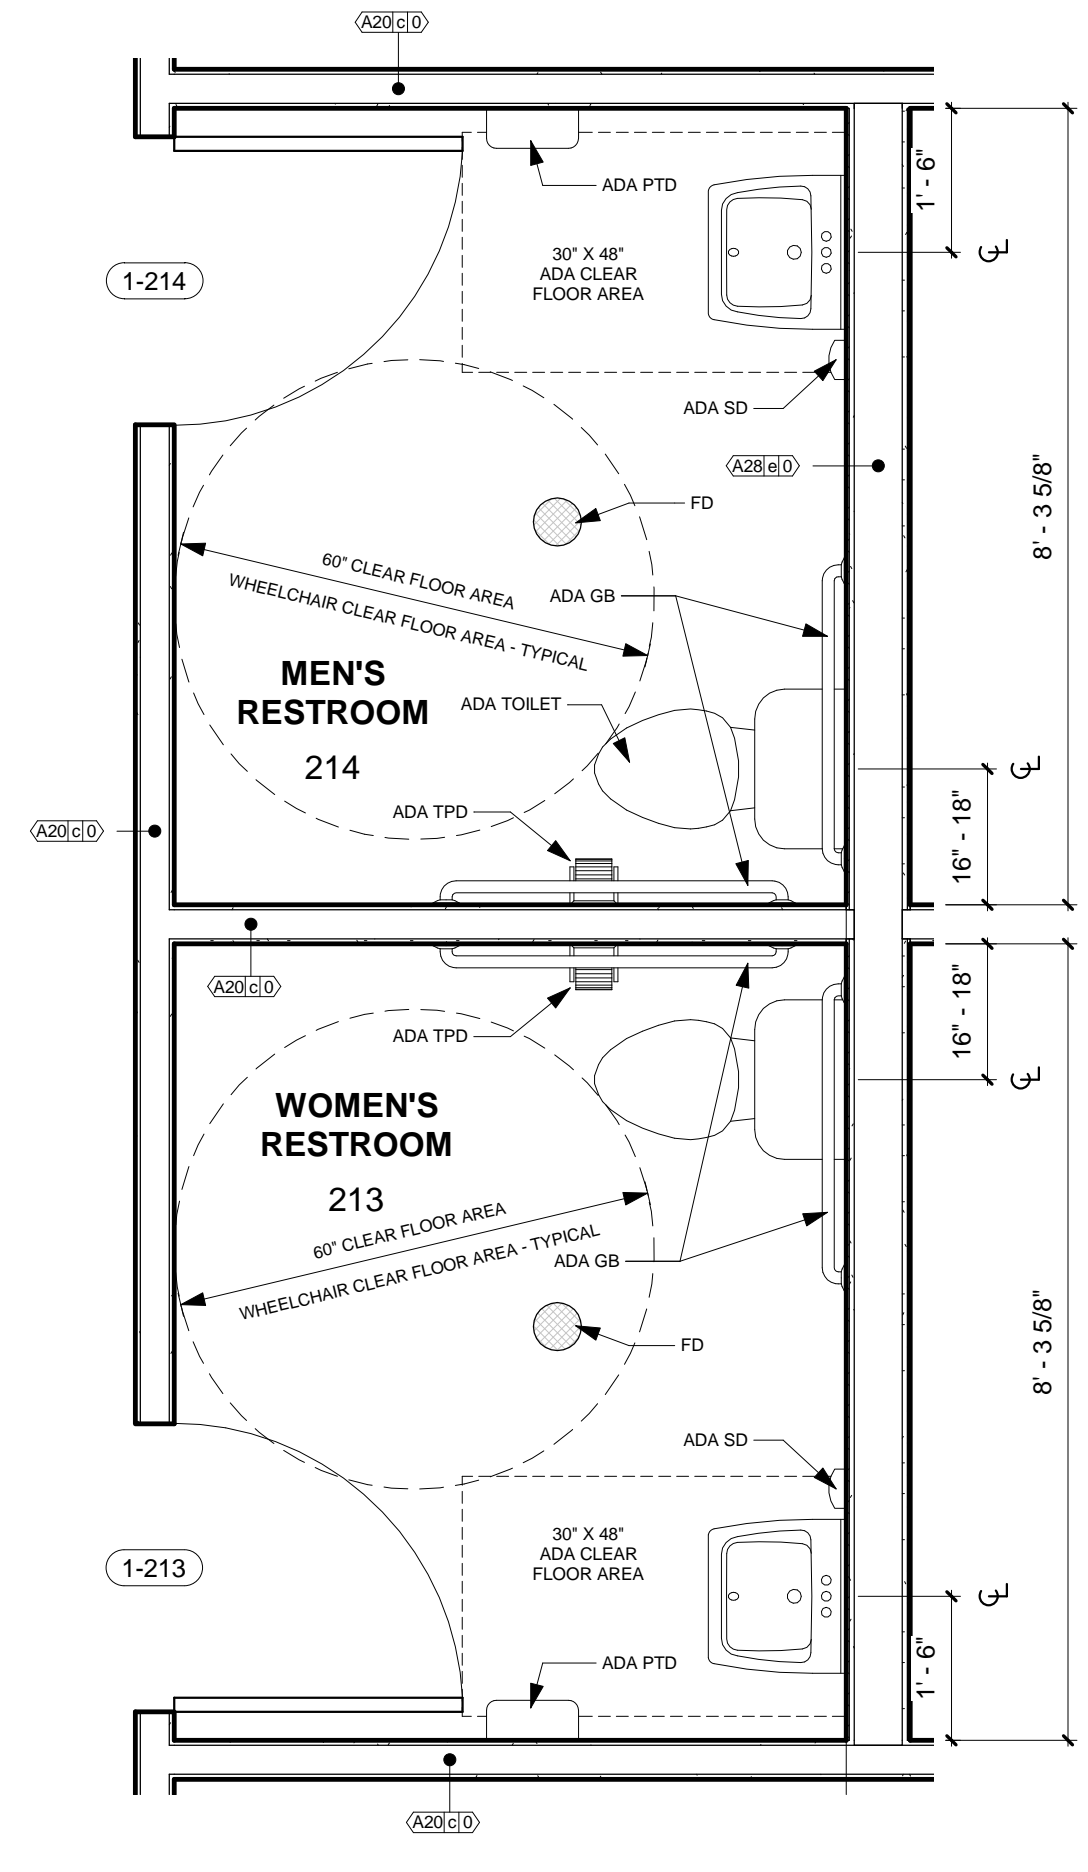 A20 c 0
ADA PTD
1' - 6"
30" X 48"
ADA CLEAR
FLOOR AREA
1-214
ADA SD
A28 e 0
FD
8' - 3 5/8"
60" CLEAR FLOOR AREA
WHEELCHAIR CLEAR FLOOR AREA - TYPICAL
ADA GB
MEN'S
RESTROOM
214
ADA TOILET
ADA TPD
16" - 18"
A20 c 0
A20 c 0
ADA TPD
16" - 18"
WOMEN'S
RESTROOM
213
60" CLEAR FLOOR AREA
WHEELCHAIR CLEAR FLOOR AREA - TYPICAL
ADA GB
FD
8' - 3 5/8"
ADA SD
30" X 48"
ADA CLEAR
FLOOR AREA
1-213
ADA PTD
1' - 6"
A20 c 0